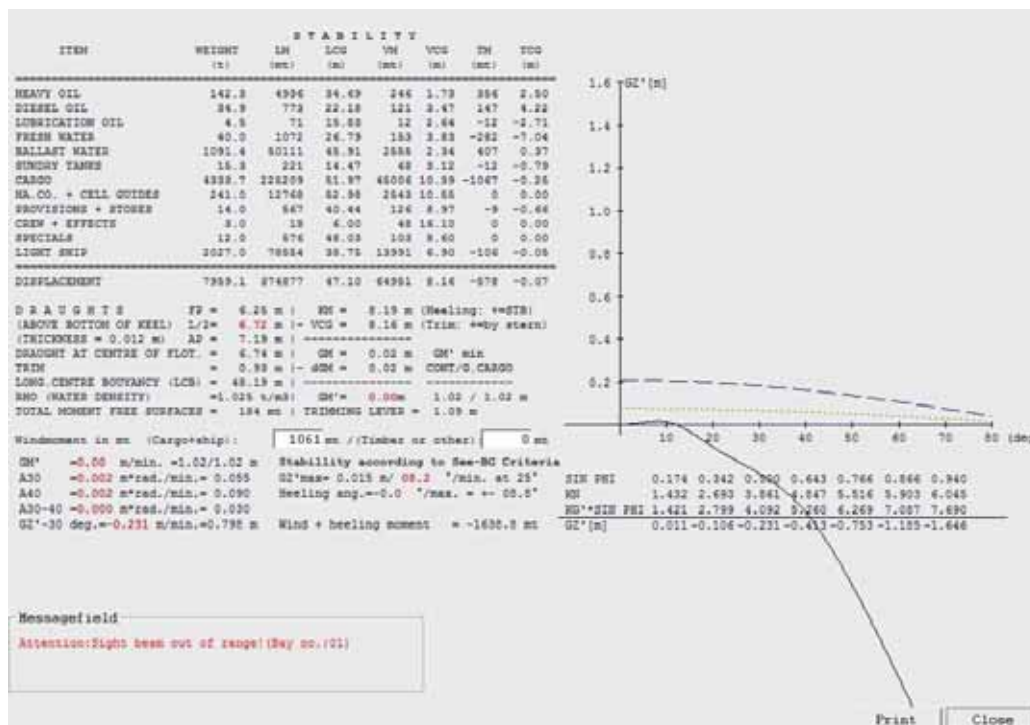 S T A B I L I T Y
ITEM WEIGHT LM LCG VM VCG TM TCG
(t) (mt) (m) (mt) (m) (mt) (m)
HEAVY OIL 142.3 4936 34.69 246 1.73 356 2.50
DIESEL OIL 34.9 773 22.18 121 3.47 147 4.22
LUBRICATION OIL 4.5 71 12 2.64 -12 -2.71
FRESH WATER 40.0 1072 26.79 153 3.83 -282 -7.04
BALLAST WATER 1091.4 50111 45.91 2555 2.34 407 0.37
SUNDRY TANKS 15.3 221 14.47 48 3.12 -12 -0.79
CARGO 225209 51.97 10.39 -1067 -0.25
HA.CO. + CELL GUIDES 241.0 12768 52.98 2543 10.55 0 0.00
PROVISIONS + STORES 14.0 567 40.44 126 8.97 -9 -0.66
CREW + EFFECTS 3.0 18 6.00 48 16.10 0 0.00
SPECIALS 12.0 576 48.03 103 8.60 0 0.00
LIGHT SHIP 2027.0 78554 38.75 13991 6.90 -106 -0.05
DISPLACEMENT 7959.1 374877 47.10 64951 8.16 -578 -0.07
D R A U G H T S FP = 6.25 m | KM = 8.19 m (Heeling: +=STB)
(ABOVE BOTTOM OF KEEL) L/2= 6.72 m |- VCG = 8.16 m (Trim: +=by stern)
(THICKNESS = 0.012 m) AP = 7.19 m | ---------------
DRAUGHT AT CENTRE OF FLOT. = 6.74 m | GM = 0.02 m GM' min
TRIM = 0.93 m |- dGM = 0.02 m CONT/G.CARGO
LONG.CENTRE BOUYANCY (LCB) = 48.19 m | --------------- ------------
RHO (WATER DENSITY) =1.025 t/m3| GM'= 0.00m 1.02 / 1.02 m
TOTAL MOMENT FREE SURFACES = 184 mt | TRIMMING LEVER = 1.09 m
Windmoment in mt (Cargo+ship): 1061 mt /(Timber or other) 0 mt
GM' =0.00 m/min. =1.02/1.02 m Stabillity according to See-BG Criteria
A30 =0.002 m*rad./min.= 0.055 GZ'max= 0.015 m/ 08.2 °/min. at 25°
A40 =0.002 m*rad./min.= 0.090 Heeling ang.=-0.0 °/max. = +- 08.8°
A30-40 =0.000 m*rad./min.= 0.030
GZ'-30 deg.=-0.231 m/min.=0.798 m Wind + heeling moment = -1638.8 mt
GZ'[m]
1.6
1.4
1.2
1.0
0.8
0.6
0.4
0.2
10 20 30 40 50 60 70 80 (deg
SIN PHI 0.174 0.342 0.500 0.643 0.766 0.866 0.940
KN 1.432 2.693 3.861 4.847 5.516 5.903 6.045
KG'*SIN PHI 1.421 2.799 4.092 5.260 6.269 7.087 7.690
GZ'[m] 0.011 -0.106 -0.231 -0.413 -0.753 -1.185 -1.646
Messagefield
Attention:Sight beam out of range!(Bay no.:01)
Print Close